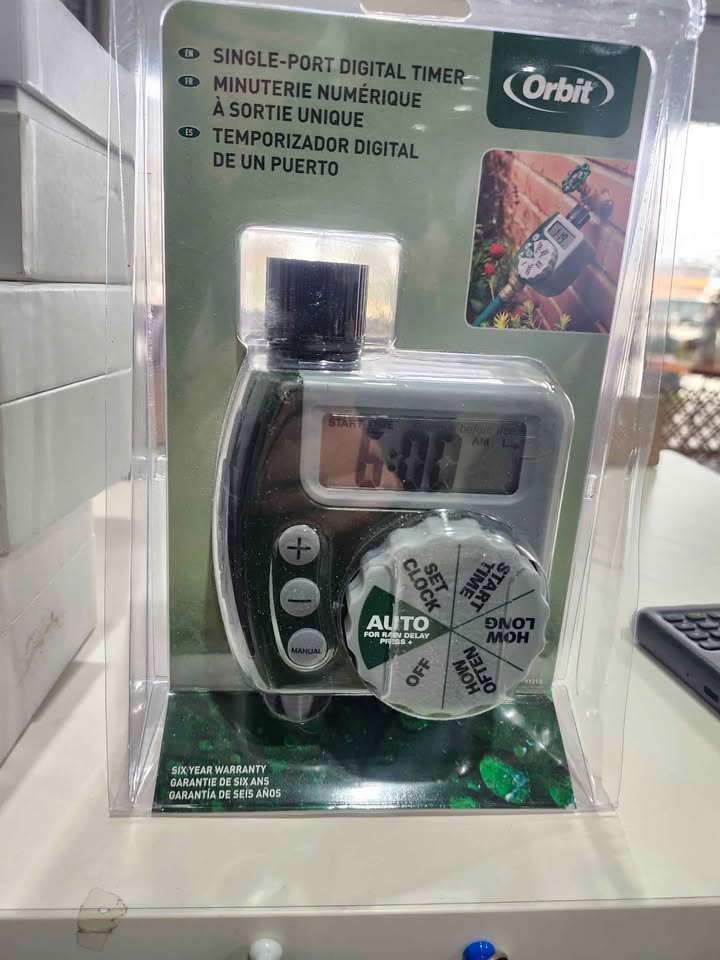 EN SINGLE-PORT DIGITAL TIMER
FR MINUTERIE NUMÉRIQUE
À SORTIE UNIQUE
ES TEMPORIZADOR DIGITAL
DE UN PUERTO
Orbit
START TIME
before use
6:00 AM
+
−
MANUAL
SET
CLOCK
START
TIME
HOW
LONG
HOW
OFTEN
OFF
AUTO
FOR RAIN DELAY
PRESS +
SIX YEAR WARRANTY
GARANTIE DE SIX ANS
GARANTÍA DE SEIS AÑOS